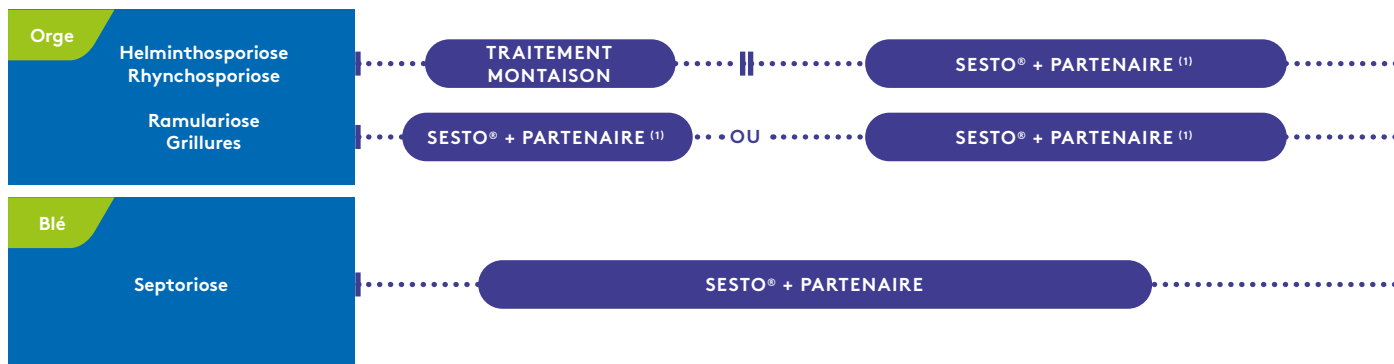 Orge
Helminthosporiose
Rhynchosporiose
TRAITEMENT
MONTAISON
SESTO® + PARTENAIRE (1)
Ramulariose
Grillures
SESTO® + PARTENAIRE (1)
OU
SESTO® + PARTENAIRE (1)
Blé
Septoriose
SESTO® + PARTENAIRE